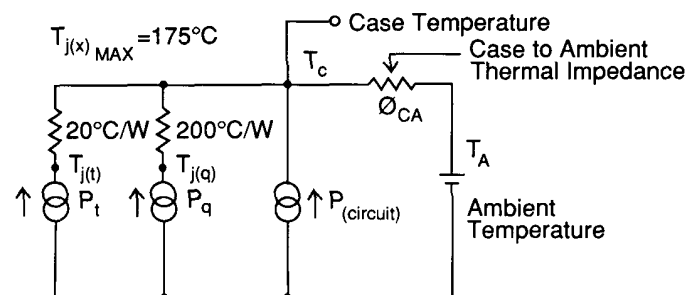 Case Temperature
T_j(x) MAX =175°C
Case to Ambient
Thermal Impedance
T_c
Ø_CA
20°C/W
200°C/W
T_A
T_j(t)
T_j(q)
P_t
P_q
P_(circuit)
Ambient
Temperature